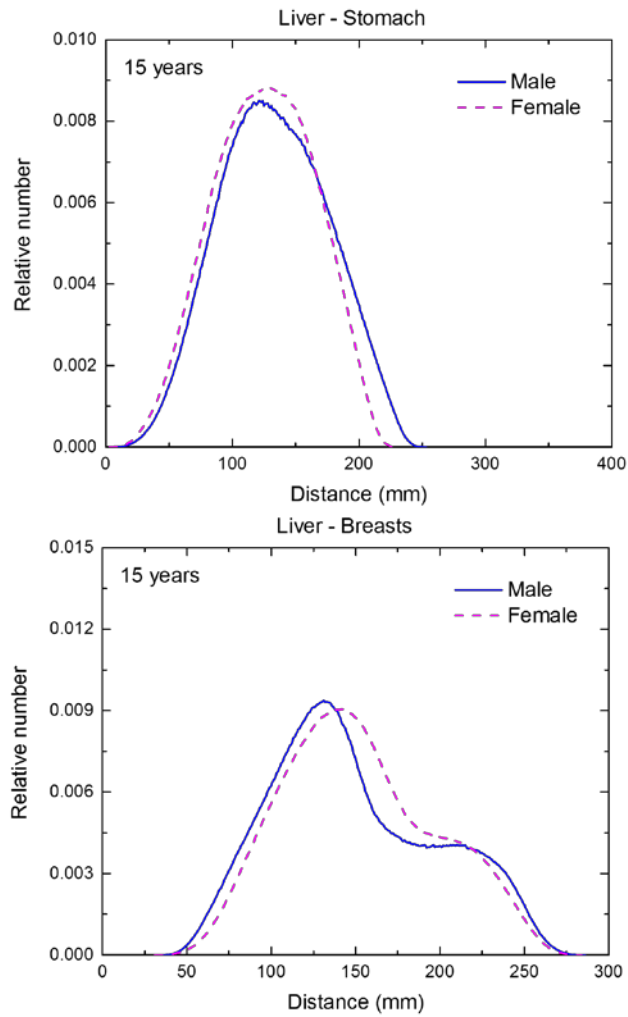 Liver - Stomach
0.010
15 years
Male
Female
0.008
0.006
0.004
0.002
0.000
Relative number
0
100
200
300
400
Distance (mm)
Liver - Breasts
0.015
15 years
Male
Female
0.012
0.009
0.006
0.003
0.000
Relative number
0
50
100
150
200
250
300
Distance (mm)